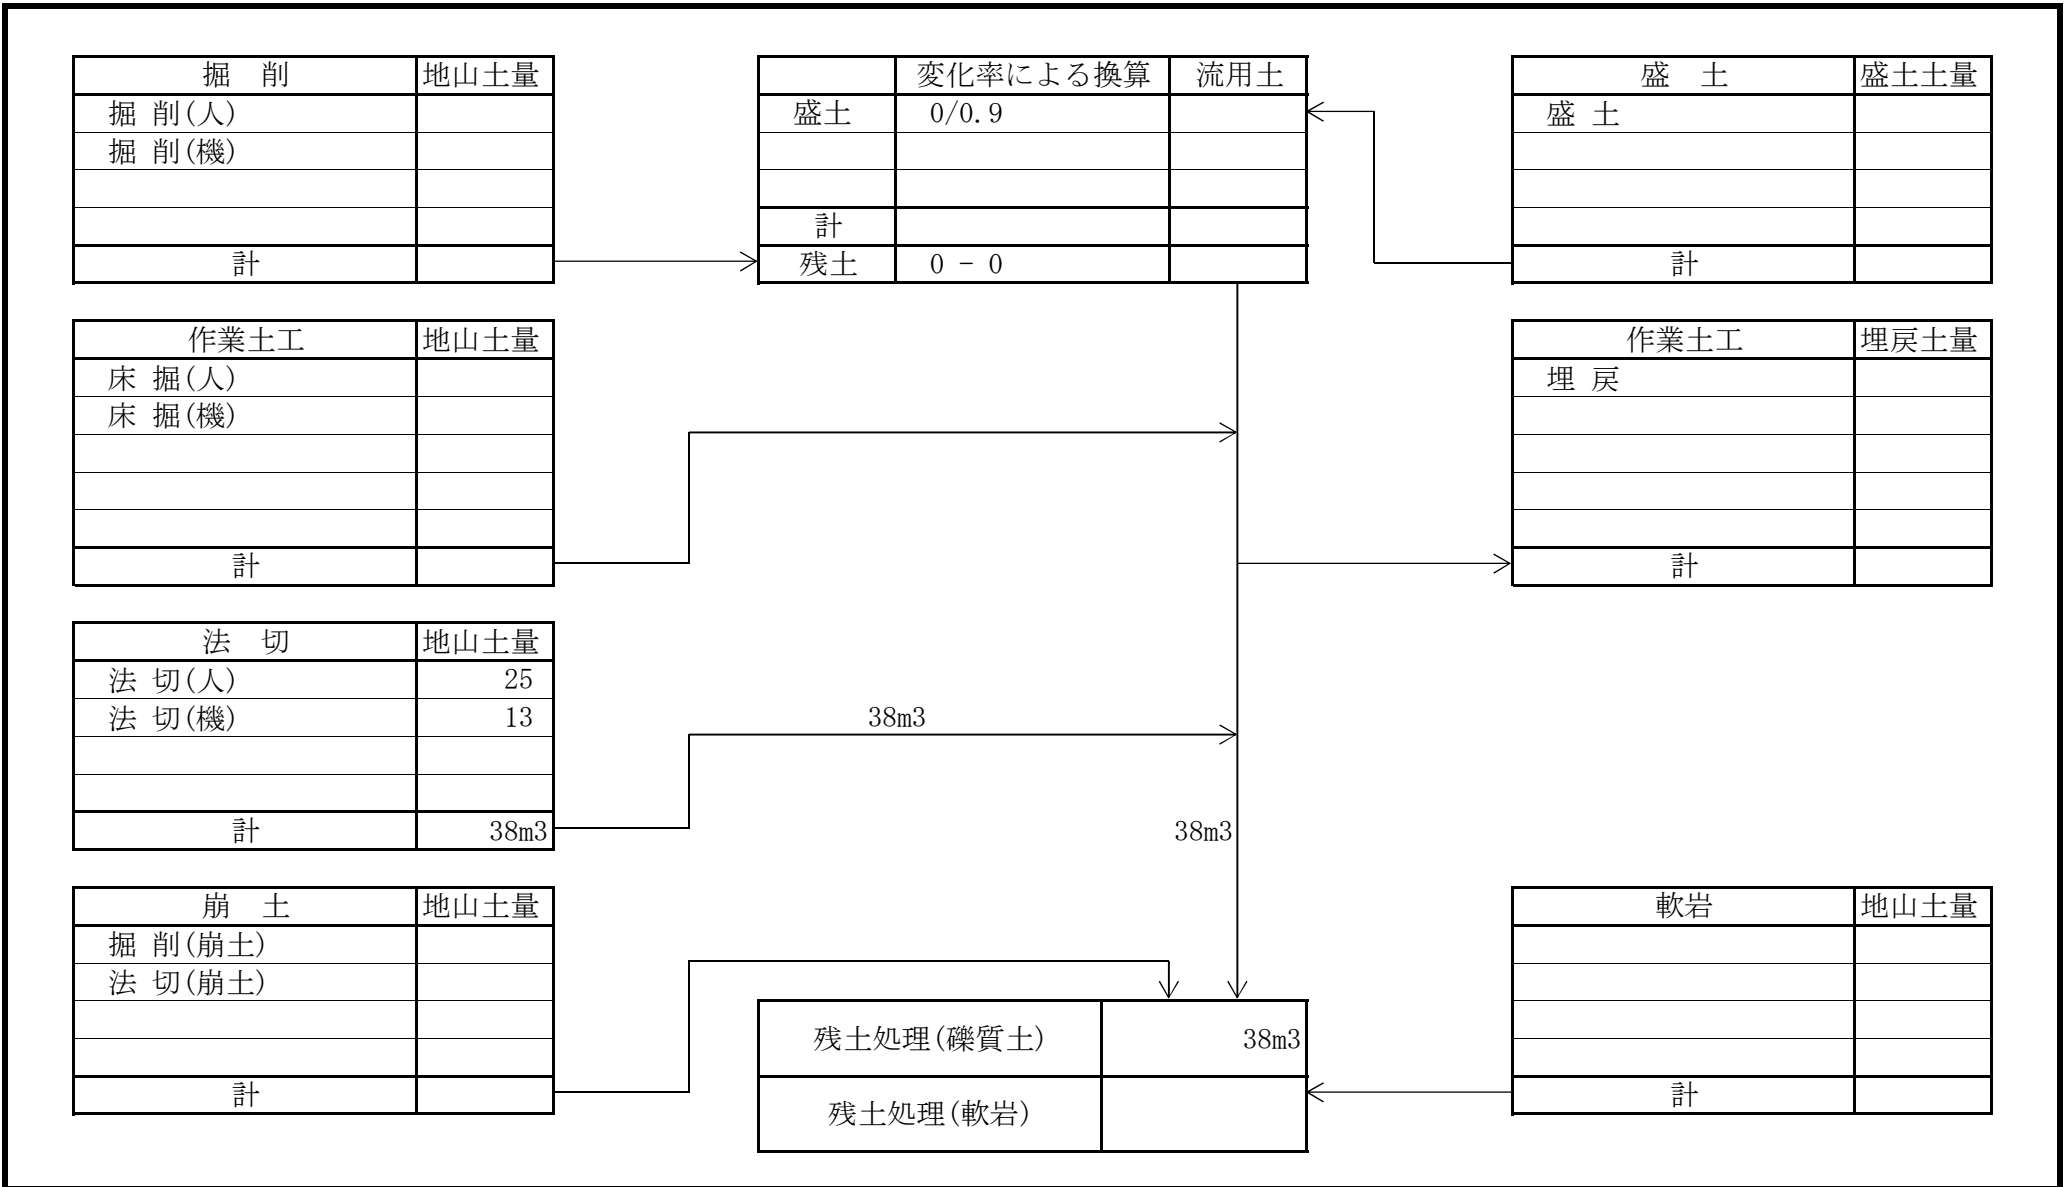 掘　削 地山土量
掘 削(人)
掘 削(機)
計
変化率による換算 流用土
盛土 0/0.9
計
残土 0 - 0
盛　土 盛土土量
盛 土
計
作業土工 地山土量
床 掘(人)
床 掘(機)
計
作業土工 埋戻土量
埋 戻
計
法　切 地山土量
法 切(人) 25
法 切(機) 13
計 38m3
38m3
38m3
崩　土 地山土量
掘 削(崩土)
法 切(崩土)
計
残土処理(礫質土) 38m3
残土処理(軟岩)
軟岩 地山土量
計